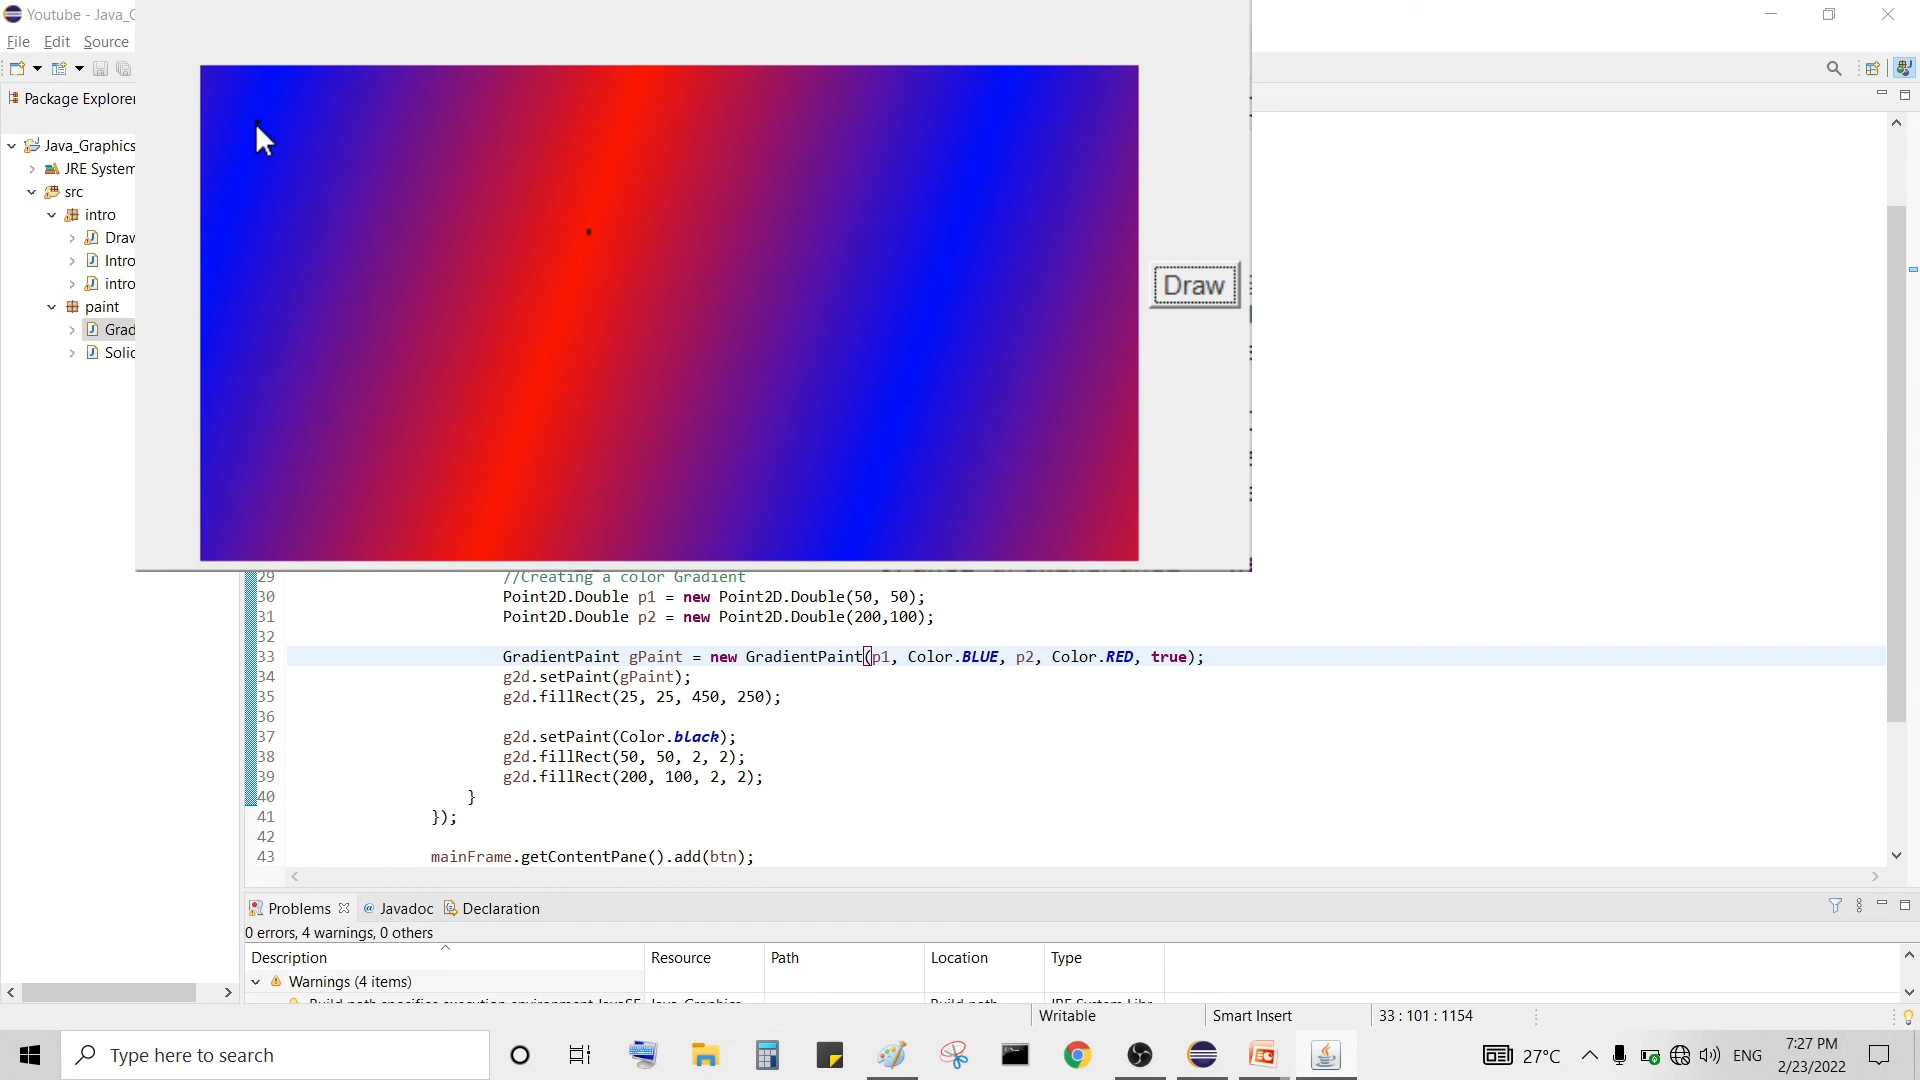 Youtube - Java_G
File Edit Source
Package Explorer
Java_Graphics
JRE System
src
intro
Draw
Intro
intro
paint
Grad
Solid
Draw
29 //Creating a color Gradient
30 Point2D.Double p1 = new Point2D.Double(50, 50);
31 Point2D.Double p2 = new Point2D.Double(200,100);
32
33 GradientPaint gPaint = new GradientPaint(p1, Color.BLUE, p2, Color.RED, true);
34 g2d.setPaint(gPaint);
35 g2d.fillRect(25, 25, 450, 250);
36
37 g2d.setPaint(Color.black);
38 g2d.fillRect(50, 50, 2, 2);
39 g2d.fillRect(200, 100, 2, 2);
40 }
41 });
42
43 mainFrame.getContentPane().add(btn);
Problems @ Javadoc Declaration
0 errors, 4 warnings, 0 others
Description Resource Path Location Type
Warnings (4 items)
Writable Smart Insert 33 : 101 : 1154
Type here to search 27°C ENG 7:27 PM
2/23/2022